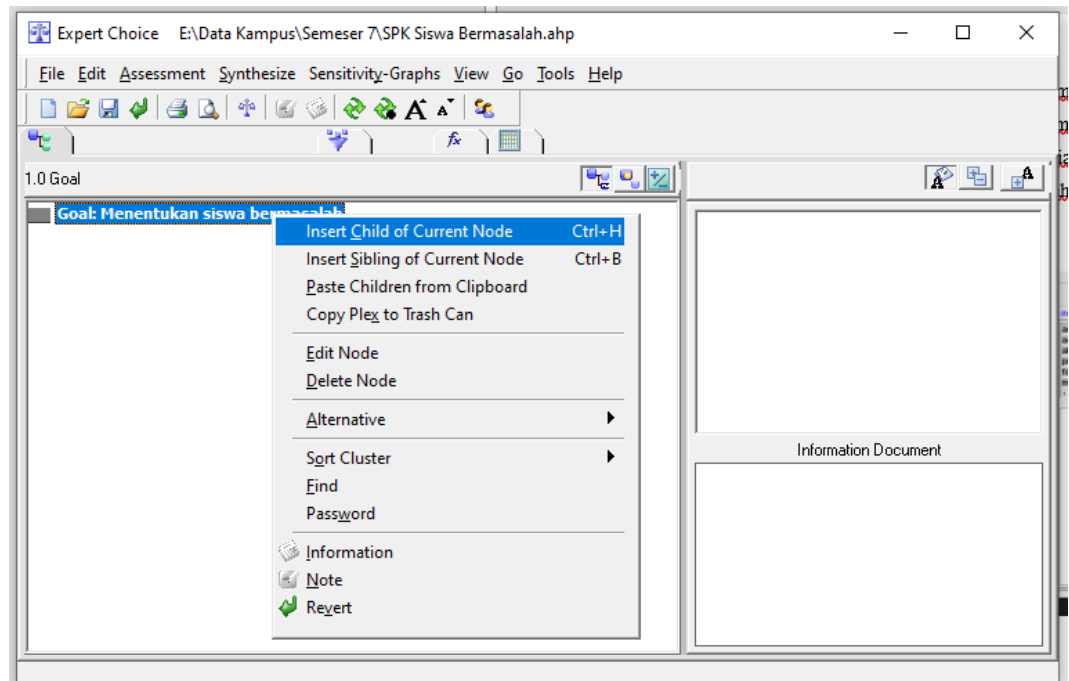 Expert Choice E:\Data Kampus\Semeser 7\SPK Siswa Bermasalah.ahp
File Edit Assessment Synthesize Sensitivity-Graphs View Go Tools Help
fx
1.0 Goal
Goal: Menentukan siswa bermasalah
Insert Child of Current Node Ctrl+H
Insert Sibling of Current Node Ctrl+B
Paste Children from Clipboard
Copy Plex to Trash Can
Edit Node
Delete Node
Alternative
Sort Cluster
Find
Password
Information
Note
Revert
Information Document